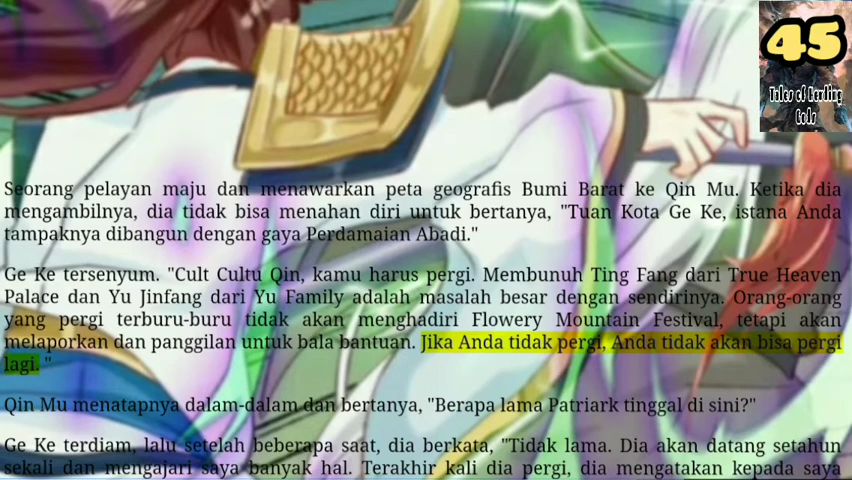 45
Tales of Herding
Gods
Seorang pelayan maju dan menawarkan peta geografis Bumi Barat ke Qin Mu. Ketika dia
mengambilnya, dia tidak bisa menahan diri untuk bertanya, "Tuan Kota Ge Ke, istana Anda
tampaknya dibangun dengan gaya Perdamaian Abadi."
Ge Ke tersenyum. "Cult Cultu Qin, kamu harus pergi. Membunuh Ting Fang dari True Heaven
Palace dan Yu Jinfang dari Yu Family adalah masalah besar dengan sendirinya. Orang-orang
yang pergi terburu-buru tidak akan menghadiri Flowery Mountain Festival, tetapi akan
melaporkan dan panggilan untuk bala bantuan. Jika Anda tidak pergi, Anda tidak akan bisa pergi
lagi. "
Qin Mu menatapnya dalam-dalam dan bertanya, "Berapa lama Patriark tinggal di sini?"
Ge Ke terdiam, lalu setelah beberapa saat, dia berkata, "Tidak lama. Dia akan datang setahun
sekali dan mengajari saya banyak hal. Terakhir kali dia pergi, dia mengatakan kepada saya